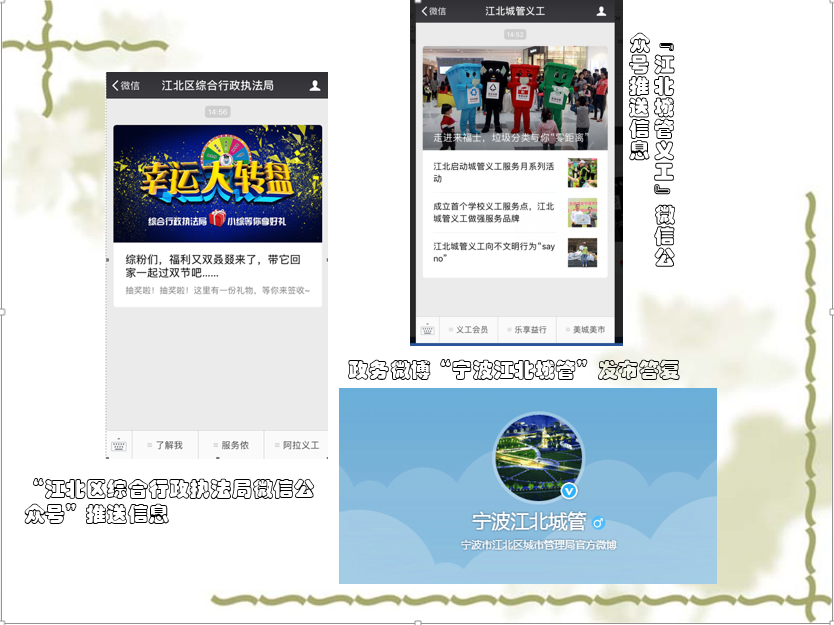 微信 江北区综合行政执法局
14:56
幸运大转盘
综合行政执法局 小综等你拿好礼
综粉们，福利又双叒叕来了，带它回
家一起过双节吧......
抽奖啦！抽奖啦！这里有一份礼物，等你来签收~
了解我 服务侬 阿拉义工
“江北区综合行政执法局微信公
众号”推送信息
微信 江北城管义工
14:53
走进来福士，垃圾分类与你“零距离”
江北启动城管义工服务月系列活
动
成立首个学校义工服务点，江北
城管义工做强服务品牌
江北城管义工向不文明行为“say
no”
义工会员 乐享益行 美城美市
『江北城管义工』微信公
众号推送信息
政务微博“宁波江北城管”发布答复
宁波江北城管
宁波市江北区城市管理局官方微博